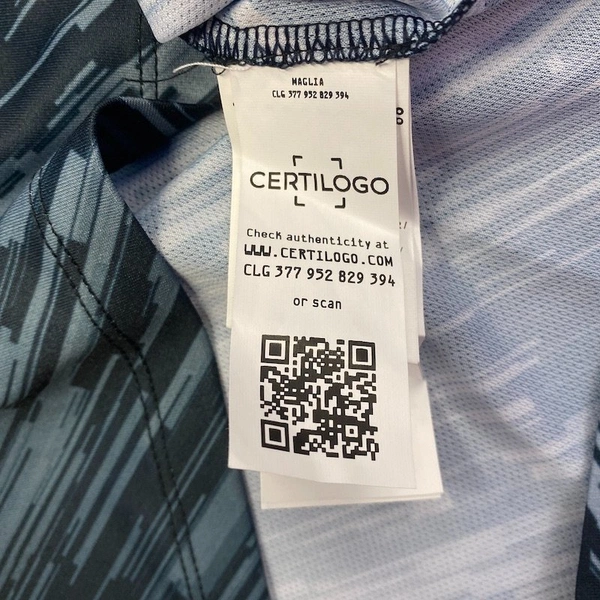 MAGLIA
CLG 377 952 829 394
CERTILOGO
Check authenticity at
WWW.CERTILOGO.COM
CLG 377 952 829 394
or scan